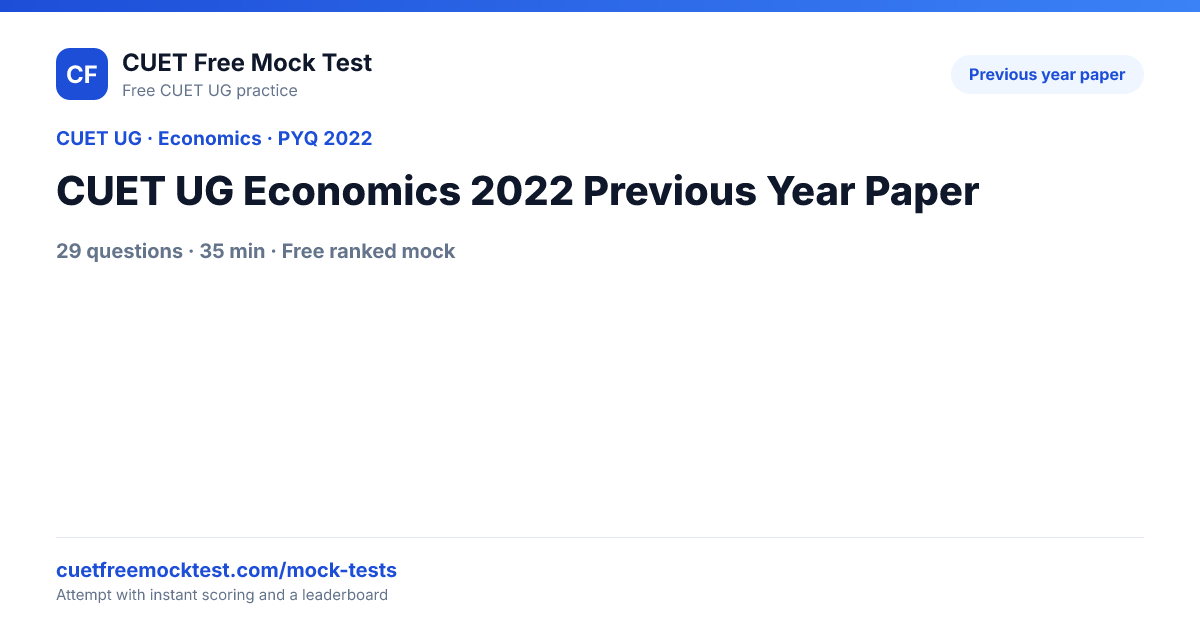 CF
CUET Free Mock Test
Free CUET UG practice
Previous year paper
CUET UG · Economics · PYQ 2022
CUET UG Economics 2022 Previous Year Paper
29 questions · 35 min · Free ranked mock
cuetfreemocktest.com/mock-tests
Attempt with instant scoring and a leaderboard